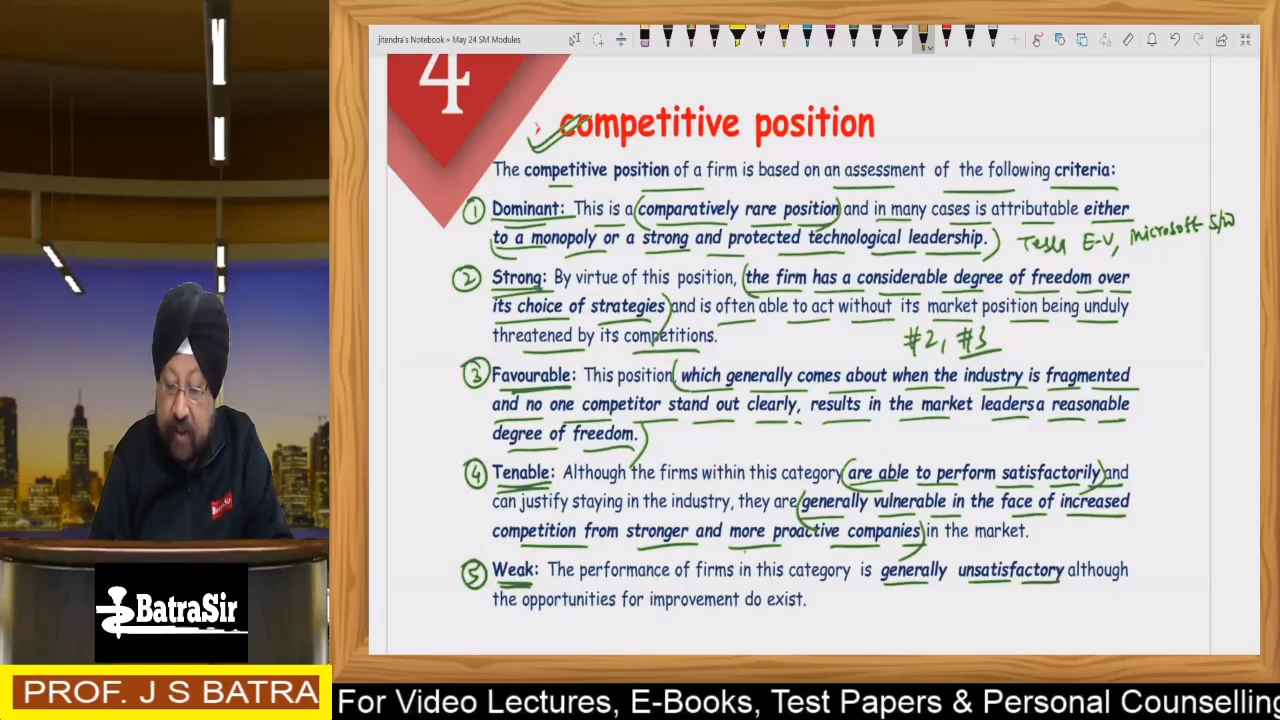 jitendra's Notebook » May 24 SM Modules
4
competitive position
The competitive position of a firm is based on an assessment of the following criteria:
① Dominant: This is a comparatively rare position and in many cases is attributable either
to a monopoly or a strong and protected technological leadership. Tesla E-V, Microsoft S/W
② Strong: By virtue of this position, the firm has a considerable degree of freedom over
its choice of strategies and is often able to act without its market position being unduly
threatened by its competitions.
#2, #3
③ Favourable: This position which generally comes about when the industry is fragmented
and no one competitor stand out clearly, results in the market leaders a reasonable
degree of freedom.
④ Tenable: Although the firms within this category are able to perform satisfactorily and
can justify staying in the industry, they are generally vulnerable in the face of increased
competition from stronger and more proactive companies in the market.
⑤ Weak: The performance of firms in this category is generally unsatisfactory although
the opportunities for improvement do exist.
BatraSir
BatraSir
PROF. J S BATRA
For Video Lectures, E-Books, Test Papers & Personal Counselling